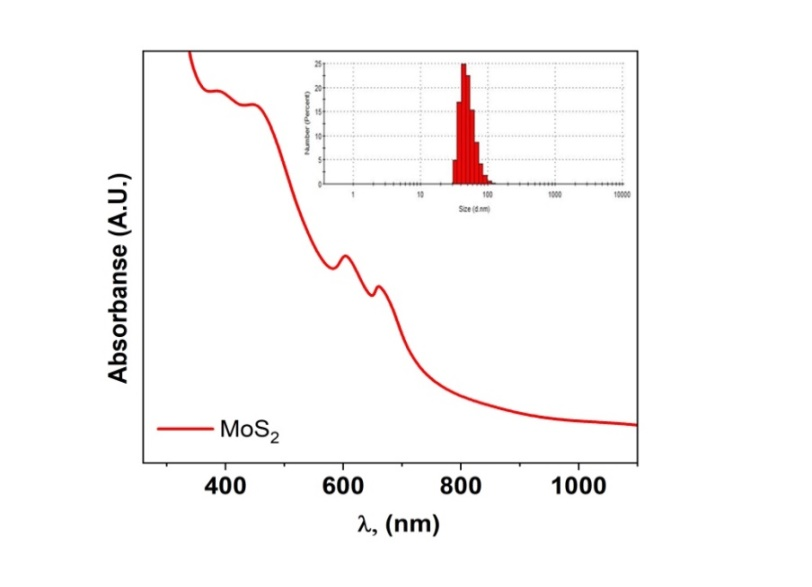 Absorbanse (A.U.)
25
20
15
10
5
0
Number (Percent)
1 10 100 1000 10000
Size (d.nm)
MoS₂
400 600 800 1000
λ, (nm)